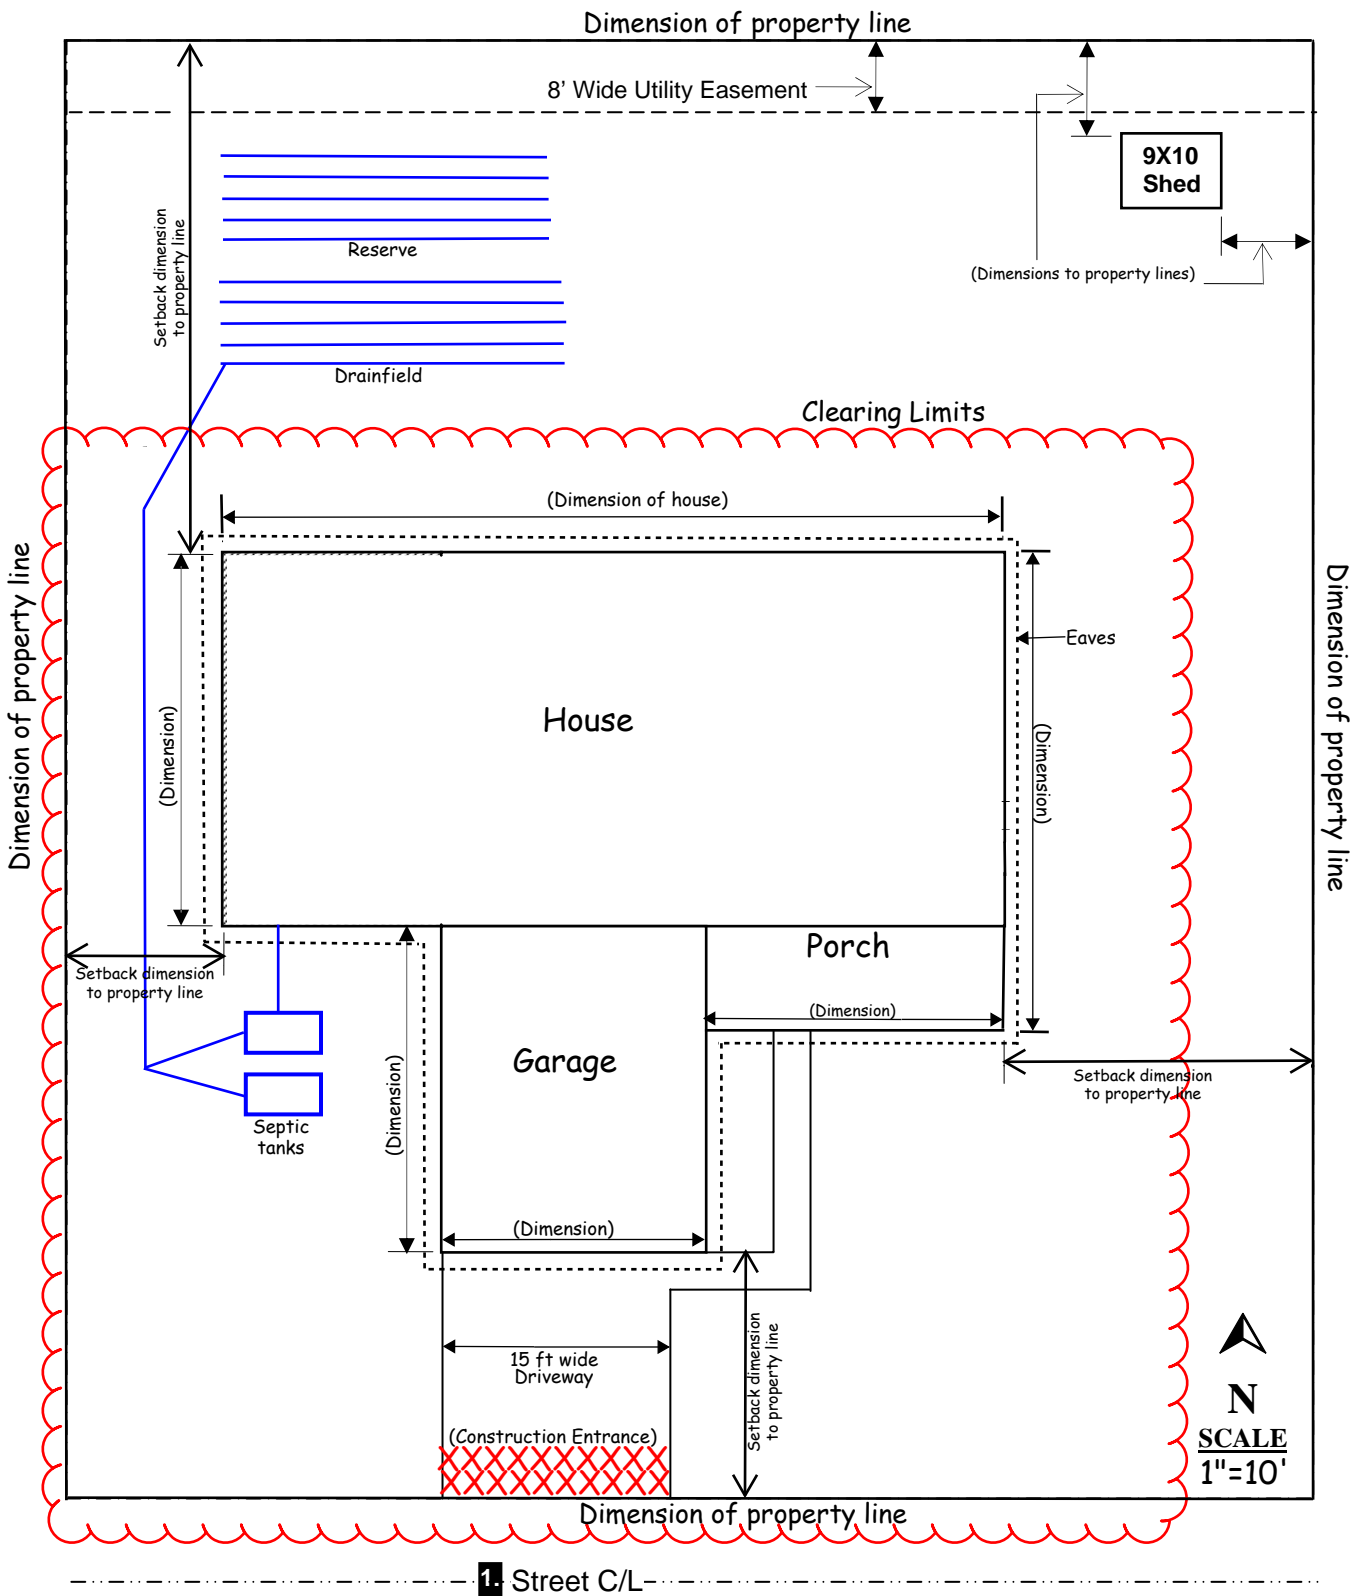 Dimension of property line
8’ Wide Utility Easement
9X10
Shed
Setback dimension
to property line
Reserve
(Dimensions to property lines)
Drainfield
Clearing Limits
(Dimension of house)
Dimension of property line
Dimension of property line
Eaves
House
(Dimension)
(Dimension)
Porch
Setback dimension
to property line
(Dimension)
Garage
(Dimension)
Setback dimension
to property line
Septic
tanks
(Dimension)
15 ft wide
Driveway
Setback dimension
to property line
N
SCALE
1"=10'
(Construction Entrance)
Dimension of property line
1. Street C/L